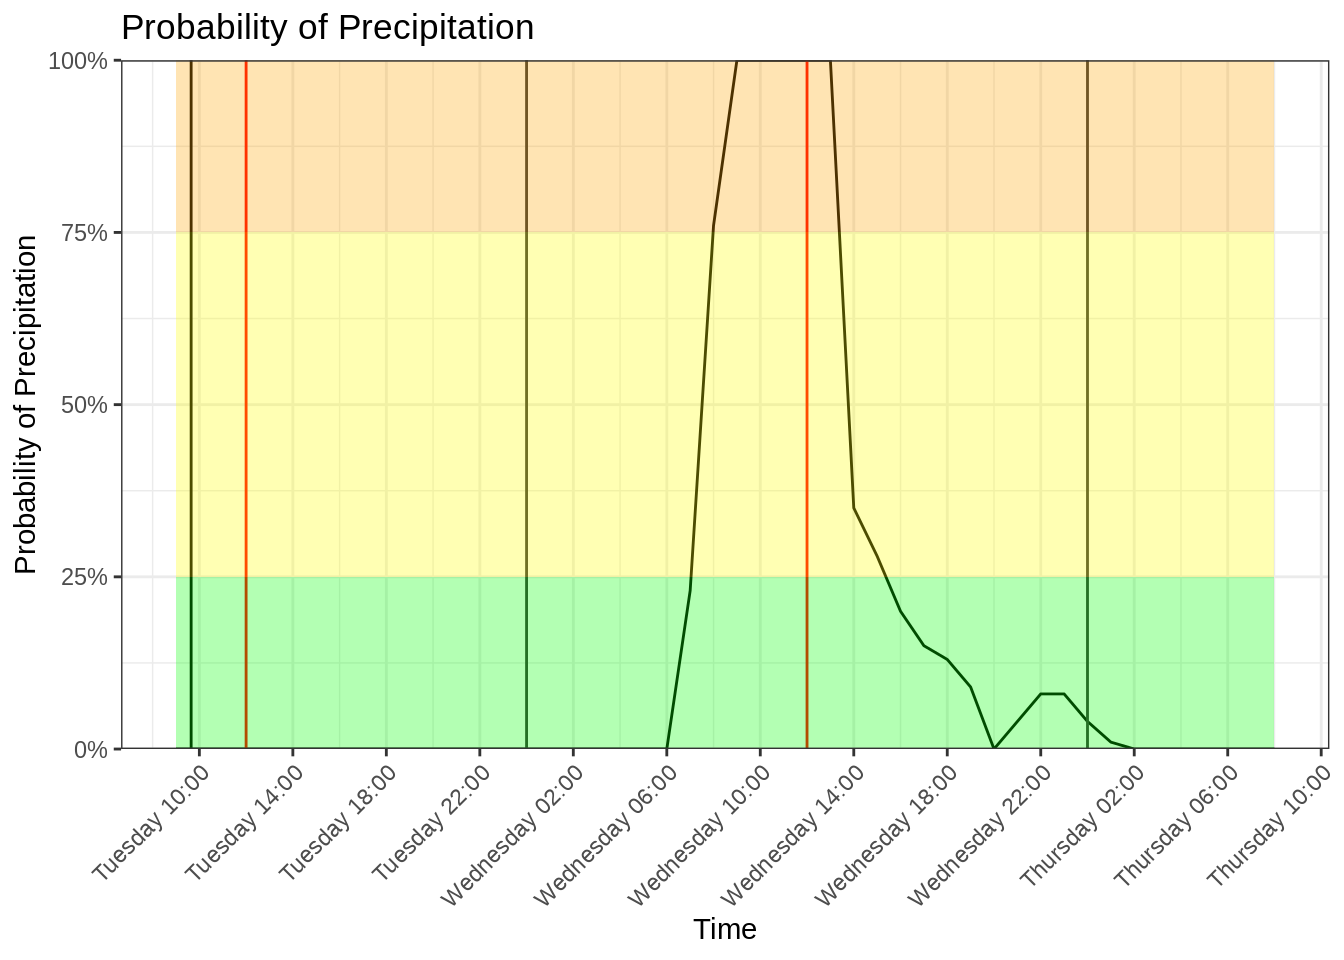 Probability of Precipitation
Probability of Precipitation
100%
75%
50%
25%
0%
Tuesday 10:00
Tuesday 14:00
Tuesday 18:00
Tuesday 22:00
Wednesday 02:00
Wednesday 06:00
Wednesday 10:00
Wednesday 14:00
Wednesday 18:00
Wednesday 22:00
Thursday 02:00
Thursday 06:00
Thursday 10:00
Time